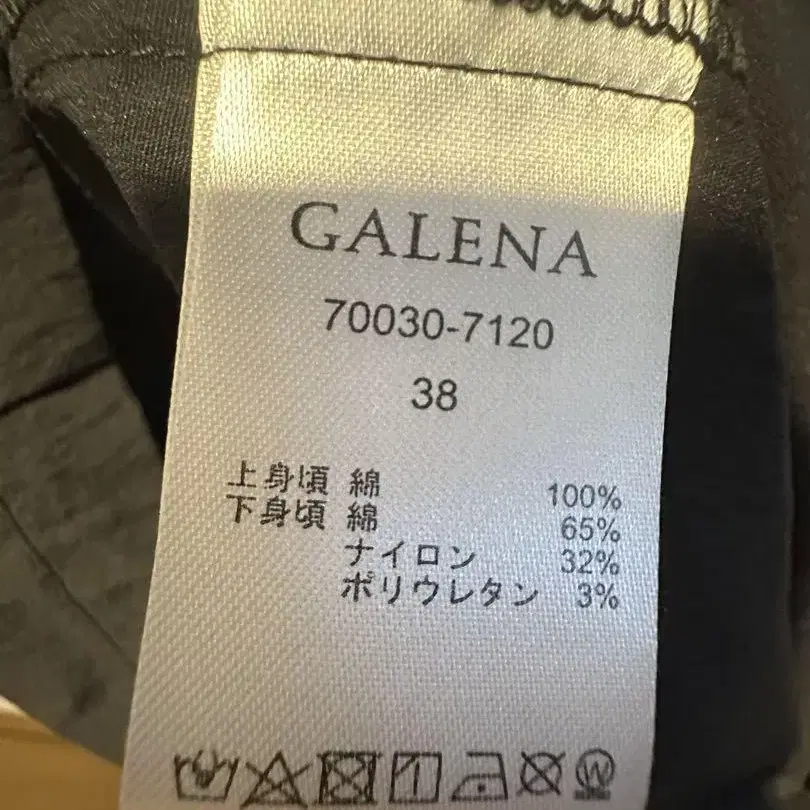 GALENA
70030-7120
38
上身頃 綿 100%
下身頃 綿 65%
ナイロン 32%
ポリウレタン 3%